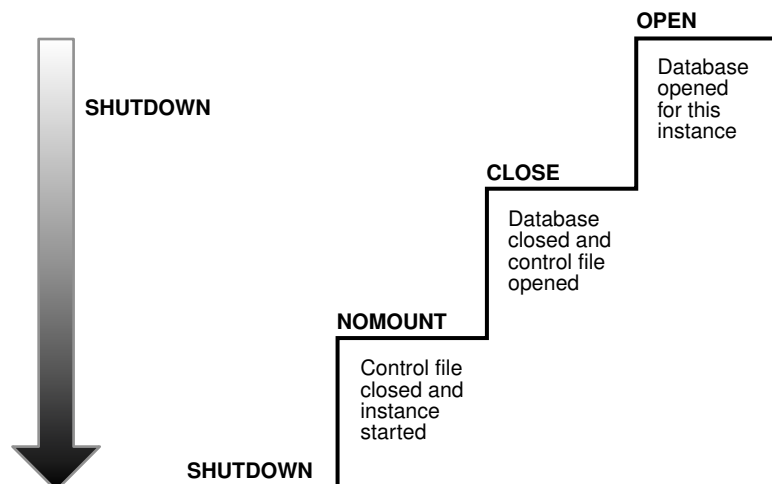 OPEN
Database
opened
for this
instance
SHUTDOWN
CLOSE
Database
closed and
control file
opened
NOMOUNT
Control file
closed and
instance
started
SHUTDOWN